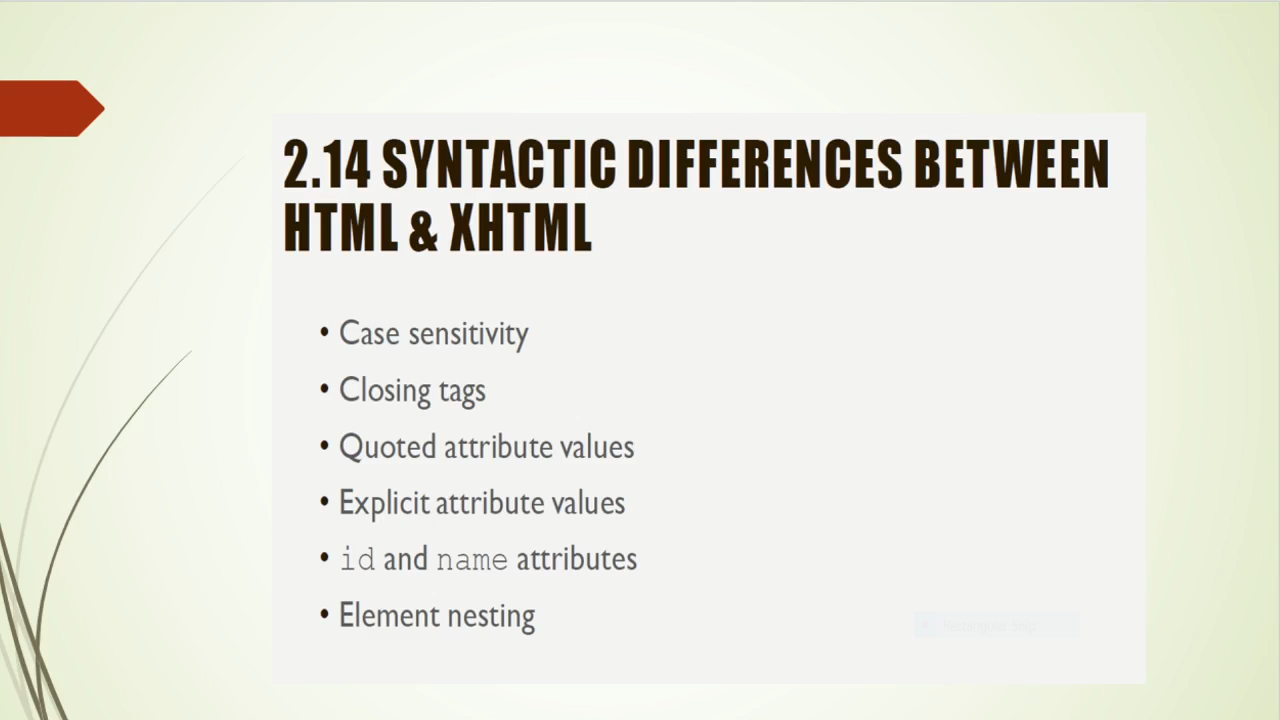 2.14 SYNTACTIC DIFFERENCES BETWEEN
HTML & XHTML
• Case sensitivity
• Closing tags
• Quoted attribute values
• Explicit attribute values
• id and name attributes
• Element nesting